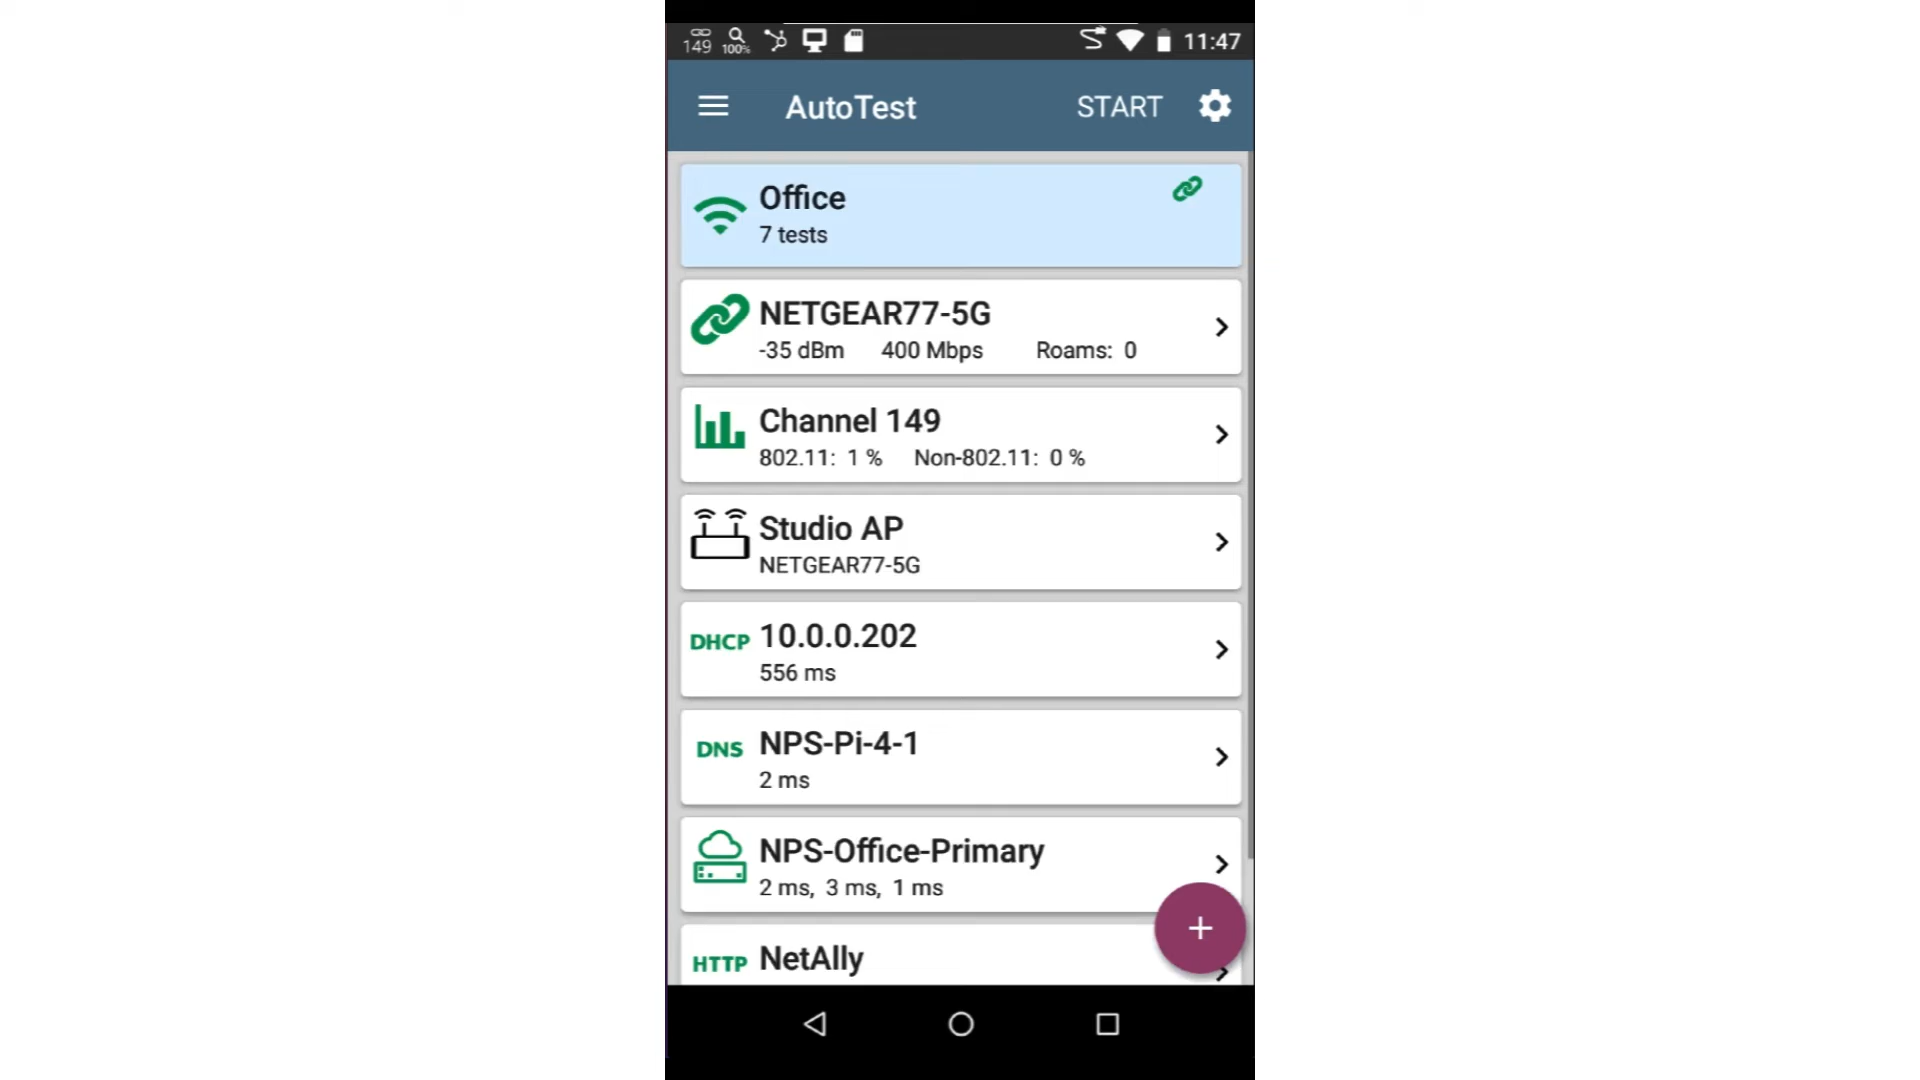 149 100% 11:47
AutoTest START
Office
7 tests
NETGEAR77-5G
-35 dBm 400 Mbps Roams: 0
Channel 149
802.11: 1 % Non-802.11: 0 %
Studio AP
NETGEAR77-5G
DHCP 10.0.0.202
556 ms
DNS NPS-Pi-4-1
2 ms
NPS-Office-Primary
2 ms, 3 ms, 1 ms
HTTP NetAlly